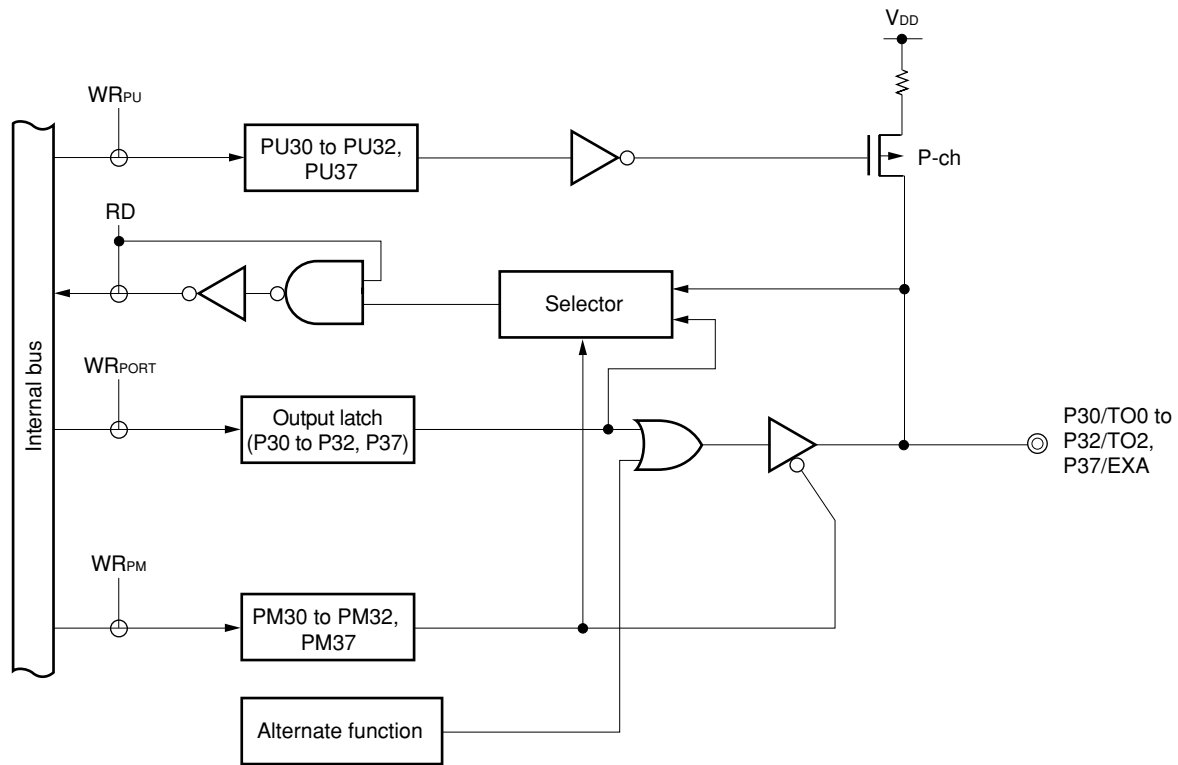 VDD
WRPU
PU30 to PU32,
PU37
P-ch
RD
Selector
Internal bus
WRPORT
Output latch
(P30 to P32, P37)
P30/TO0 to
P32/TO2,
P37/EXA
WRPM
PM30 to PM32,
PM37
Alternate function